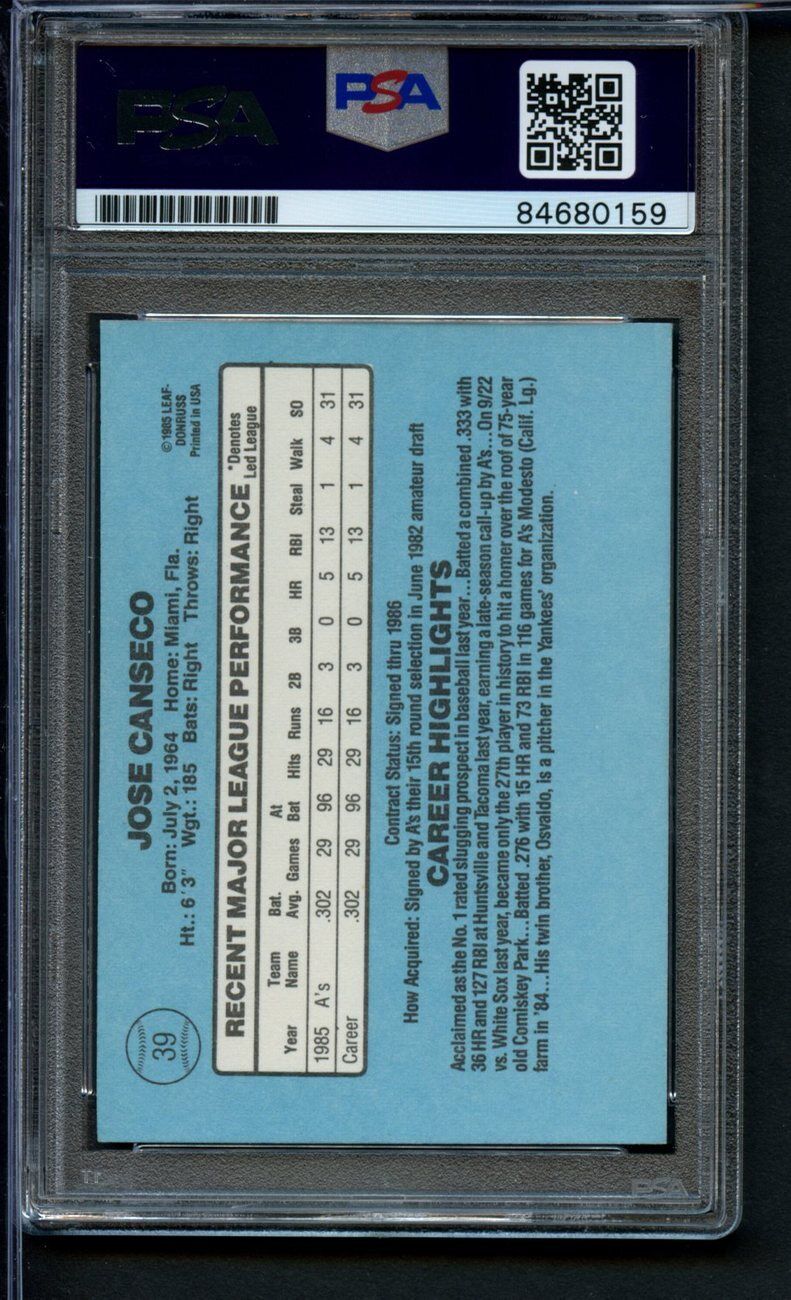 PSA
PSA
84680159
39
JOSE CANSECO
©1985 LEAF-
DONRUSS
Printed in USA
Born: July 2, 1964 Home: Miami, Fla.
Ht.: 6'3" Wgt.: 185 Bats: Right Throws: Right
RECENT MAJOR LEAGUE PERFORMANCE *Denotes Led League
Year Team Name Bat. Avg. Games At Bat Hits Runs 2B 3B HR RBI Steal Walk SO
1985 A's .302 29 96 29 16 3 0 5 13 1 4 31
Career .302 29 96 29 16 3 0 5 13 1 4 31
Contract Status: Signed thru 1986
How Acquired: Signed by A's their 15th round selection in June 1982 amateur draft
CAREER HIGHLIGHTS
Acclaimed as the No. 1 rated slugging prospect in baseball last year...Batted a combined .333 with
36 HR and 127 RBI at Huntsville and Tacoma last year, earning a late-season call-up by A's...On 9/22
vs. White Sox last year, became only the 27th player in history to hit a homer over the roof of 75-year
old Comiskey Park...Batted .276 with 15 HR and 73 RBI in 116 games for A's Modesto (Calif. Lg.)
farm in '84...His twin brother, Osvaldo, is a pitcher in the Yankees' organization.
PSA